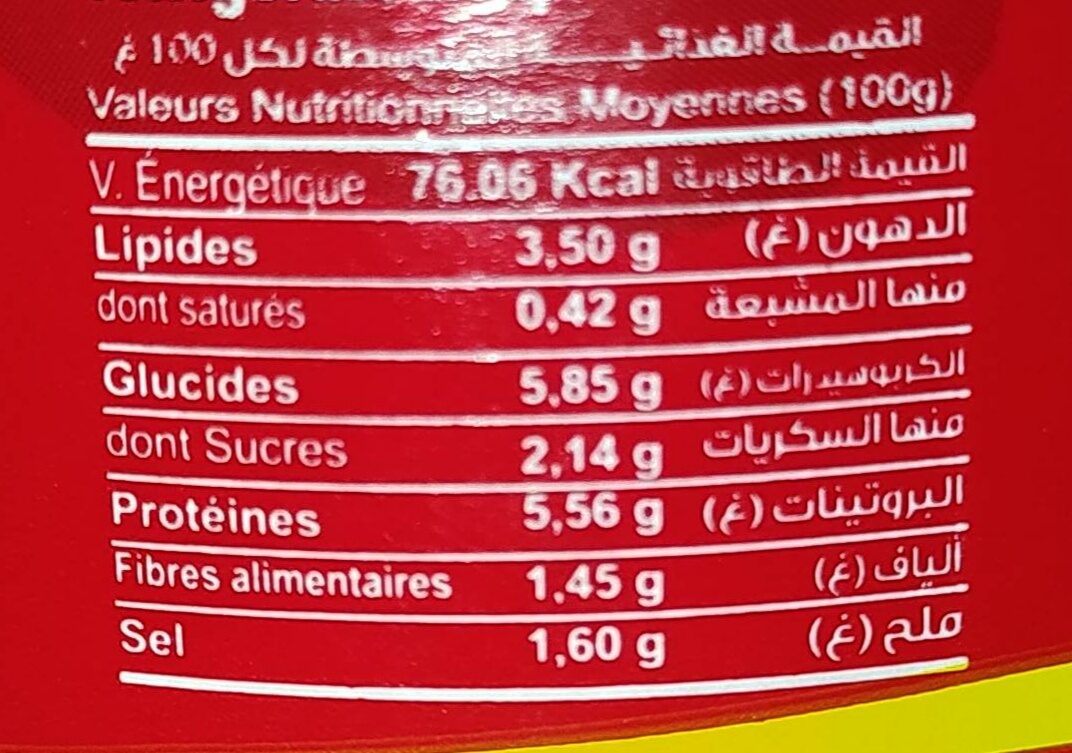 القيمة الغذائية المتوسطة لكل 100 غ
Valeurs Nutritionnelles Moyennes (100g)
V. Énergétique 76.06 Kcal القيمة الطاقوية
Lipides 3,50 g الدهون (غ)
dont saturés 0,42 g منها المشبعة
Glucides 5,85 g (غ)
dont Sucres 2,14 g منها السكريات
Protéines 5,56 g البروتينات (غ)
Fibres alimentaires 1,45 g ألياف (غ)
Sel 1,60 g ملح (غ)